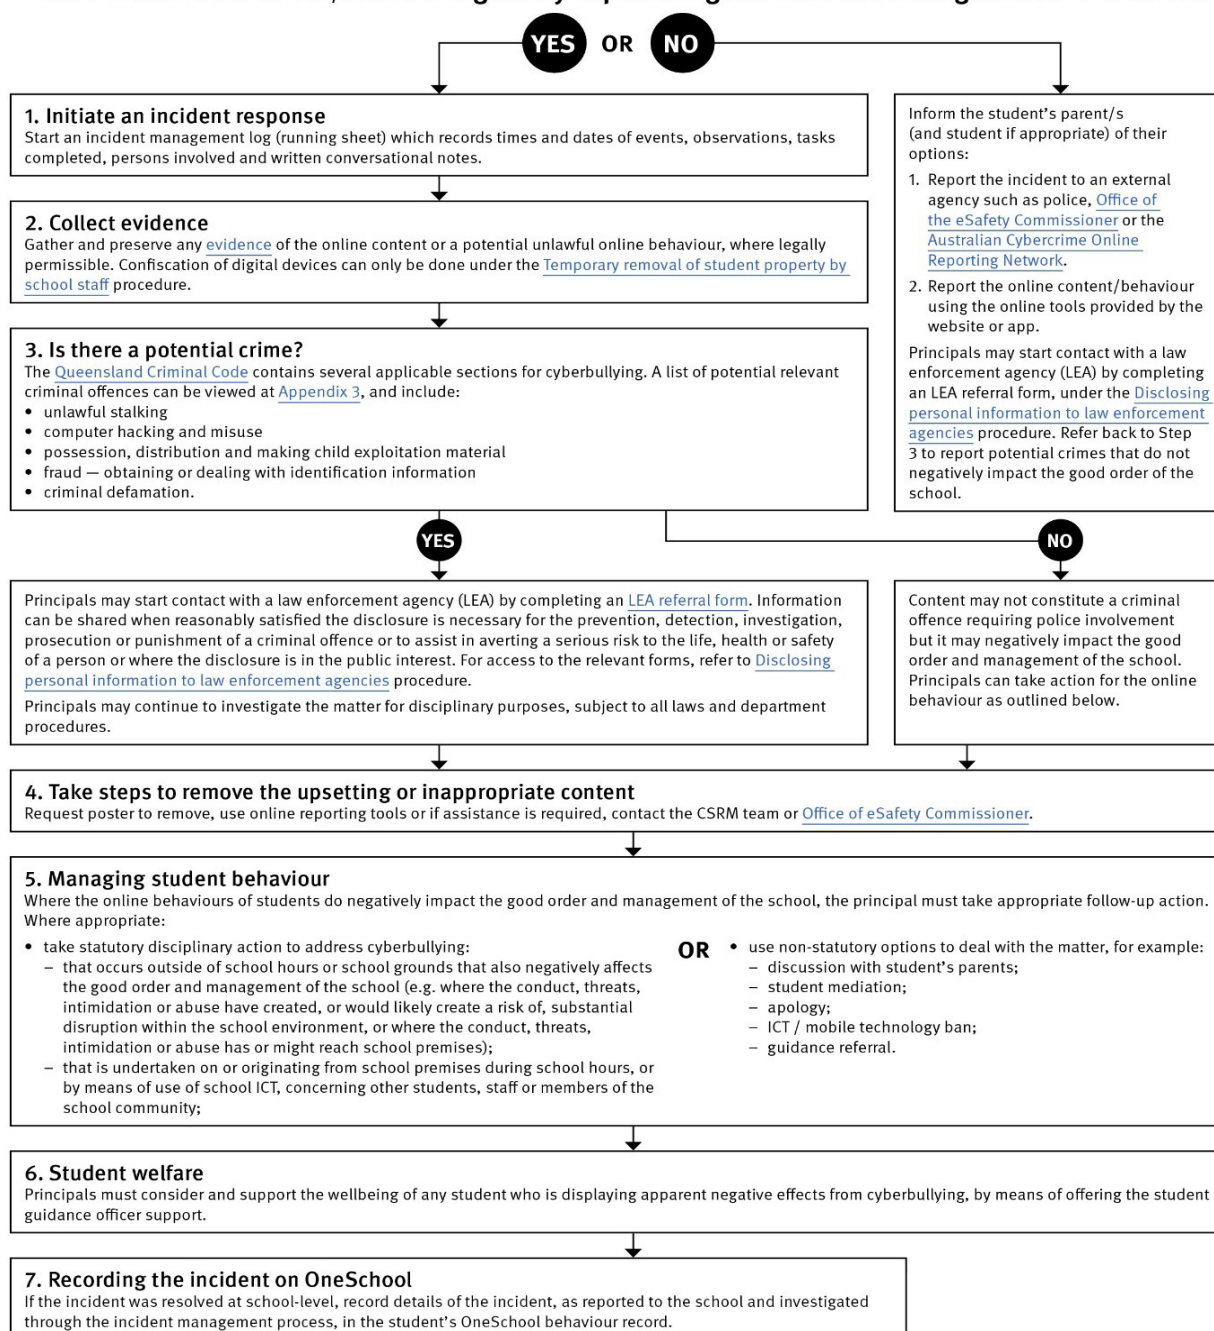 YES OR NO
1. Initiate an incident response
Start an incident management log (running sheet) which records times and dates of events, observations, tasks
completed, persons involved and written conversational notes.
2. Collect evidence
Gather and preserve any evidence of the online content or a potential unlawful online behaviour, where legally
permissible. Confiscation of digital devices can only be done under the Temporary removal of student property by
school staff procedure.
3. Is there a potential crime?
The Queensland Criminal Code contains several applicable sections for cyberbullying. A list of potential relevant
criminal offences can be viewed at Appendix 3, and include:
• unlawful stalking
• computer hacking and misuse
• possession, distribution and making child exploitation material
• fraud — obtaining or dealing with identification information
• criminal defamation.
Inform the student's parent/s
(and student if appropriate) of their
options:
1. Report the incident to an external
agency such as police, Office of
the eSafety Commissioner or the
Australian Cybercrime Online
Reporting Network.
2. Report the online content/behaviour
using the online tools provided by the
website or app.
Principals may start contact with a law
enforcement agency (LEA) by completing
an LEA referral form, under the Disclosing
personal information to law enforcement
agencies procedure. Refer back to Step
3 to report potential crimes that do not
negatively impact the good order of the
school.
YES
NO
Principals may start contact with a law enforcement agency (LEA) by completing an LEA referral form. Information
can be shared when reasonably satisfied the disclosure is necessary for the prevention, detection, investigation,
prosecution or punishment of a criminal offence or to assist in averting a serious risk to the life, health or safety
of a person or where the disclosure is in the public interest. For access to the relevant forms, refer to Disclosing
personal information to law enforcement agencies procedure.
Principals may continue to investigate the matter for disciplinary purposes, subject to all laws and department
procedures.
Content may not constitute a criminal
offence requiring police involvement
but it may negatively impact the good
order and management of the school.
Principals can take action for the online
behaviour as outlined below.
4. Take steps to remove the upsetting or inappropriate content
Request poster to remove, use online reporting tools or if assistance is required, contact the CSRM team or Office of eSafety Commissioner.
5. Managing student behaviour
Where the online behaviours of students do negatively impact the good order and management of the school, the principal must take appropriate follow-up action.
Where appropriate:
• take statutory disciplinary action to address cyberbullying:
– that occurs outside of school hours or school grounds that also negatively affects
the good order and management of the school (e.g. where the conduct, threats,
intimidation or abuse have created, or would likely create a risk of, substantial
disruption within the school environment, or where the conduct, threats,
intimidation or abuse has or might reach school premises);
– that is undertaken on or originating from school premises during school hours, or
by means of use of school ICT, concerning other students, staff or members of the
school community;
OR
• use non-statutory options to deal with the matter, for example:
– discussion with student's parents;
– student mediation;
– apology;
– ICT / mobile technology ban;
– guidance referral.
6. Student welfare
Principals must consider and support the wellbeing of any student who is displaying apparent negative effects from cyberbullying, by means of offering the student
guidance officer support.
7. Recording the incident on OneSchool
If the incident was resolved at school-level, record details of the incident, as reported to the school and investigated
through the incident management process, in the student's OneSchool behaviour record.